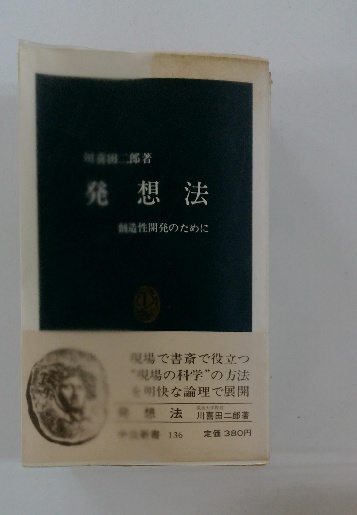 川喜田二郎著
発想法
創造性開発のために
現場で書斎で役立つ
“現場の科学”の方法
を明快な論理で展開
発想法
川喜田二郎著
中公新書 136 定価 380円